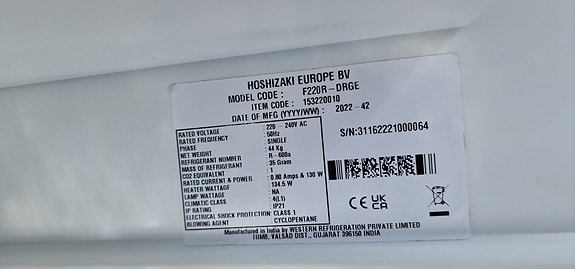 HOSHIZAKI EUROPE BV
MODEL CODE : F220R-DRGE
ITEM CODE : 153220010
DATE OF MFG (YYYY/WW) : 2022-42
RATED VOLTAGE : 220 - 240V AC
RATED FREQUENCY : 50Hz
PHASE : SINGLE
NET WEIGHT : 44 Kg
REFRIGERANT NUMBER : R-600a
MASS OF REFRIGERANT : 35 Gram
CO2 EQUIVALENT : 1
RATED CURRENT & POWER : 0.80 Amps & 130 W
HEATER WATTAGE : 134.5 W
LAMP WATTAGE : NA
CLIMATIC CLASS : 4(L1)
IP RATING : IP21
ELECTRICAL SHOCK PROTECTION: CLASS 1
BLOWING AGENT : CYCLOPENTANE
S/N:31162221000064
CE UK CA
Manufactured in India by WESTERN REFRIGERATION PRIVATE LIMITED
TUMB, VALSAD DIST., GUJARAT 396150 INDIA